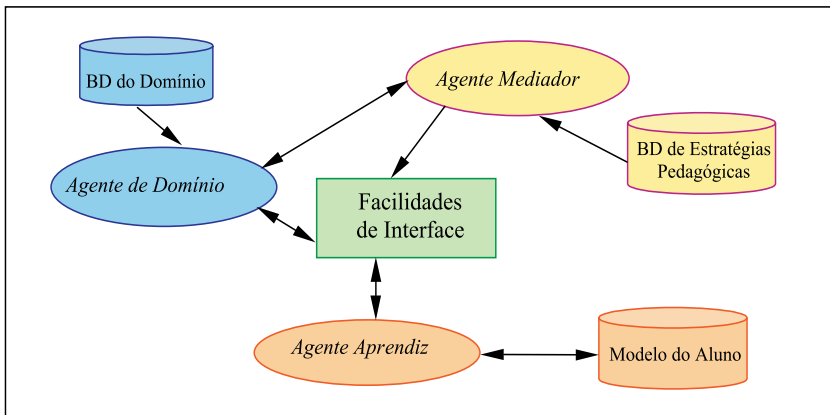 BD do Domínio
Agente Mediador
BD de Estratégias
Pedagógicas
Agente de Domínio
Facilidades
de Interface
Agente Aprendiz
Modelo do Aluno